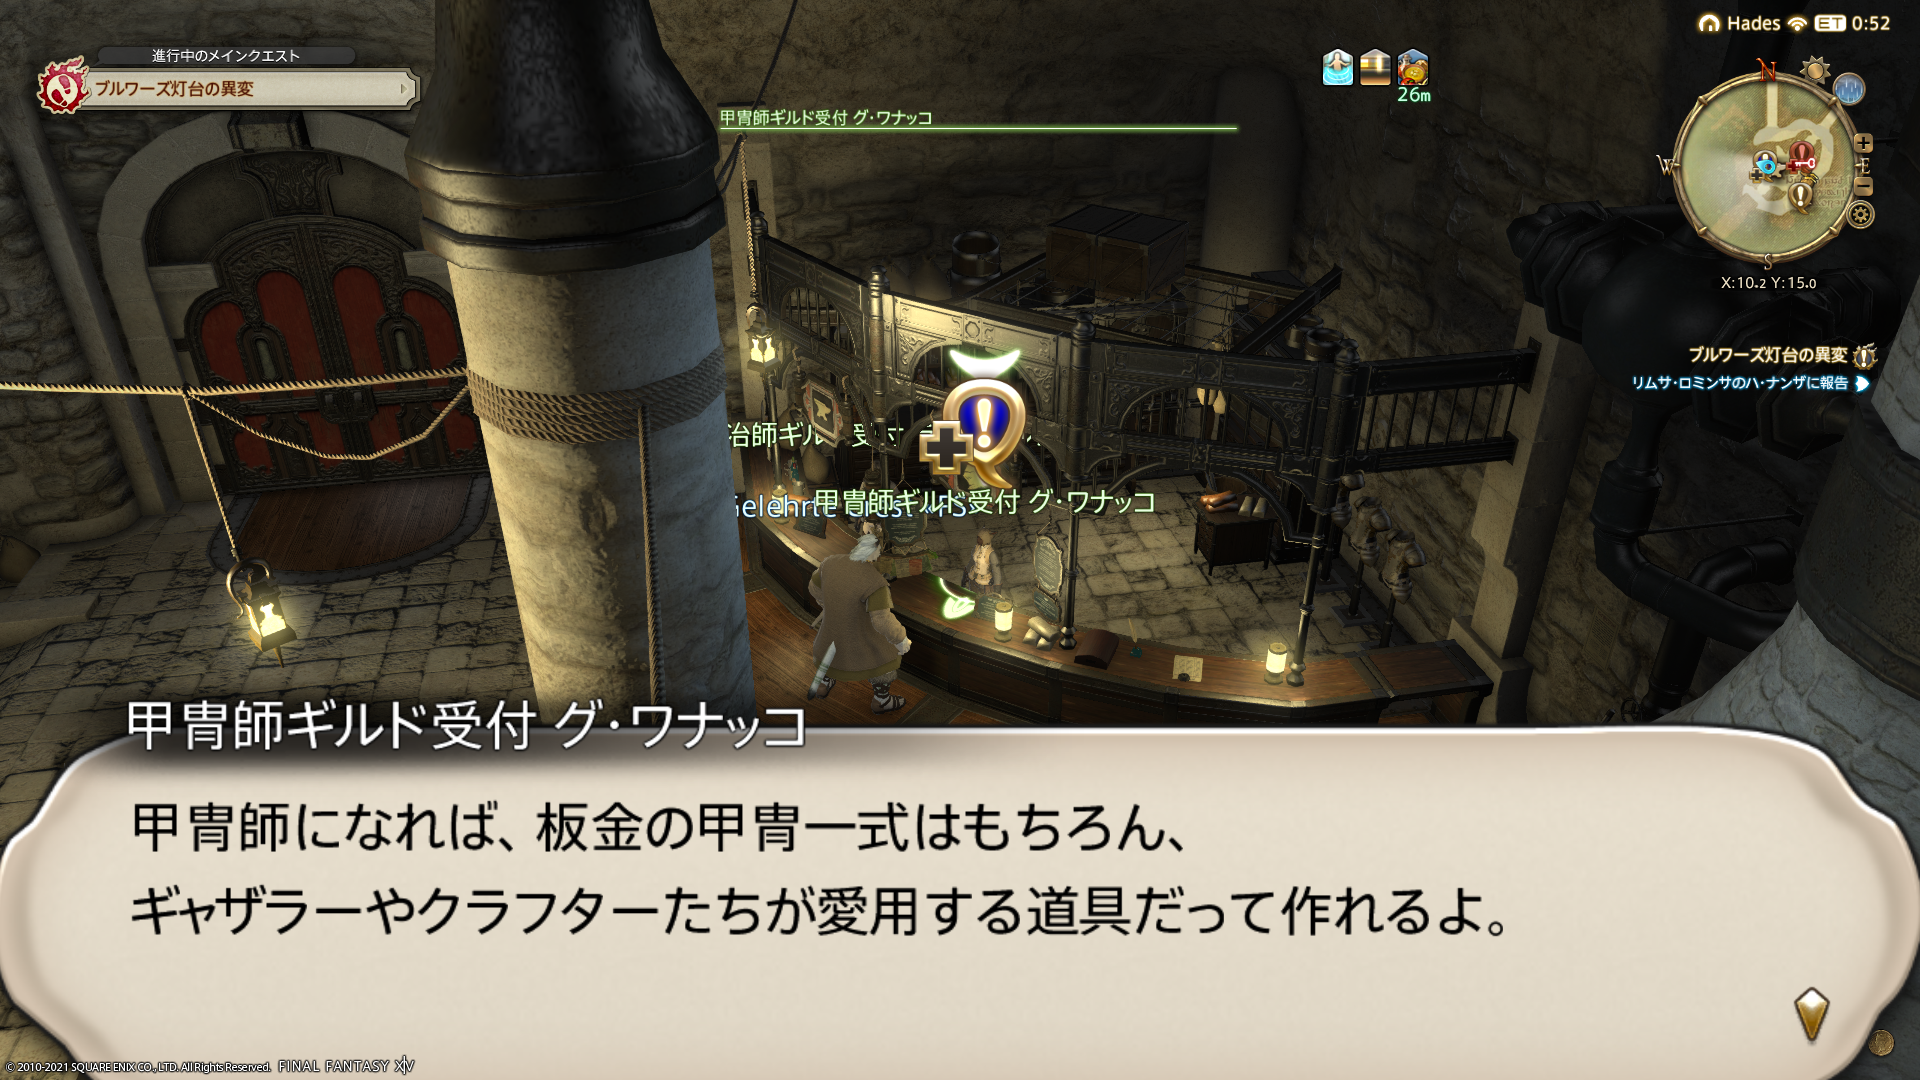 Hades ET 0:52
進行中のメインクエスト
ブルワーズ灯台の異変
26m
甲冑師ギルド受付 グ・ワナッコ
N
W
E
S
X:10.2 Y:15.0
ブルワーズ灯台の異変
リムサ・ロミンサのハ・ナンザに報告
冶師ギル 受付
甲冑師ギルド受付 グ・ワナッコ
甲冑師ギルド受付 グ・ワナッコ
甲冑師になれば、板金の甲冑一式はもちろん、
ギャザラーやクラフターたちが愛用する道具だって作れるよ。
© 2010-2021 SQUARE ENIX CO., LTD. All Rights Reserved. FINAL FANTASY XIV